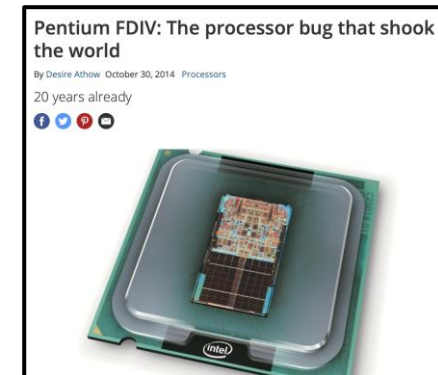 Pentium FDIV: The processor bug that shook
the world
By Desire Athow October 30, 2014 Processors
20 years already
intel